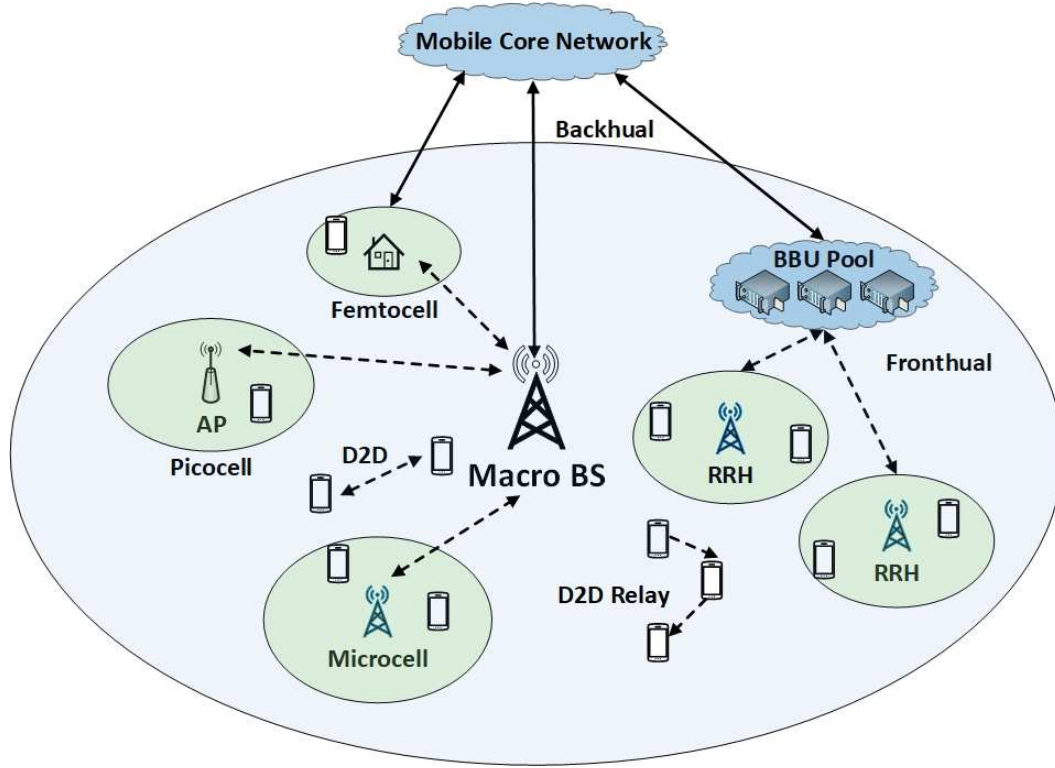 Mobile Core Network
Backhual
BBU Pool
Femtocell
Fronthual
AP
Picocell
D2D
Macro BS
RRH
RRH
D2D Relay
Microcell